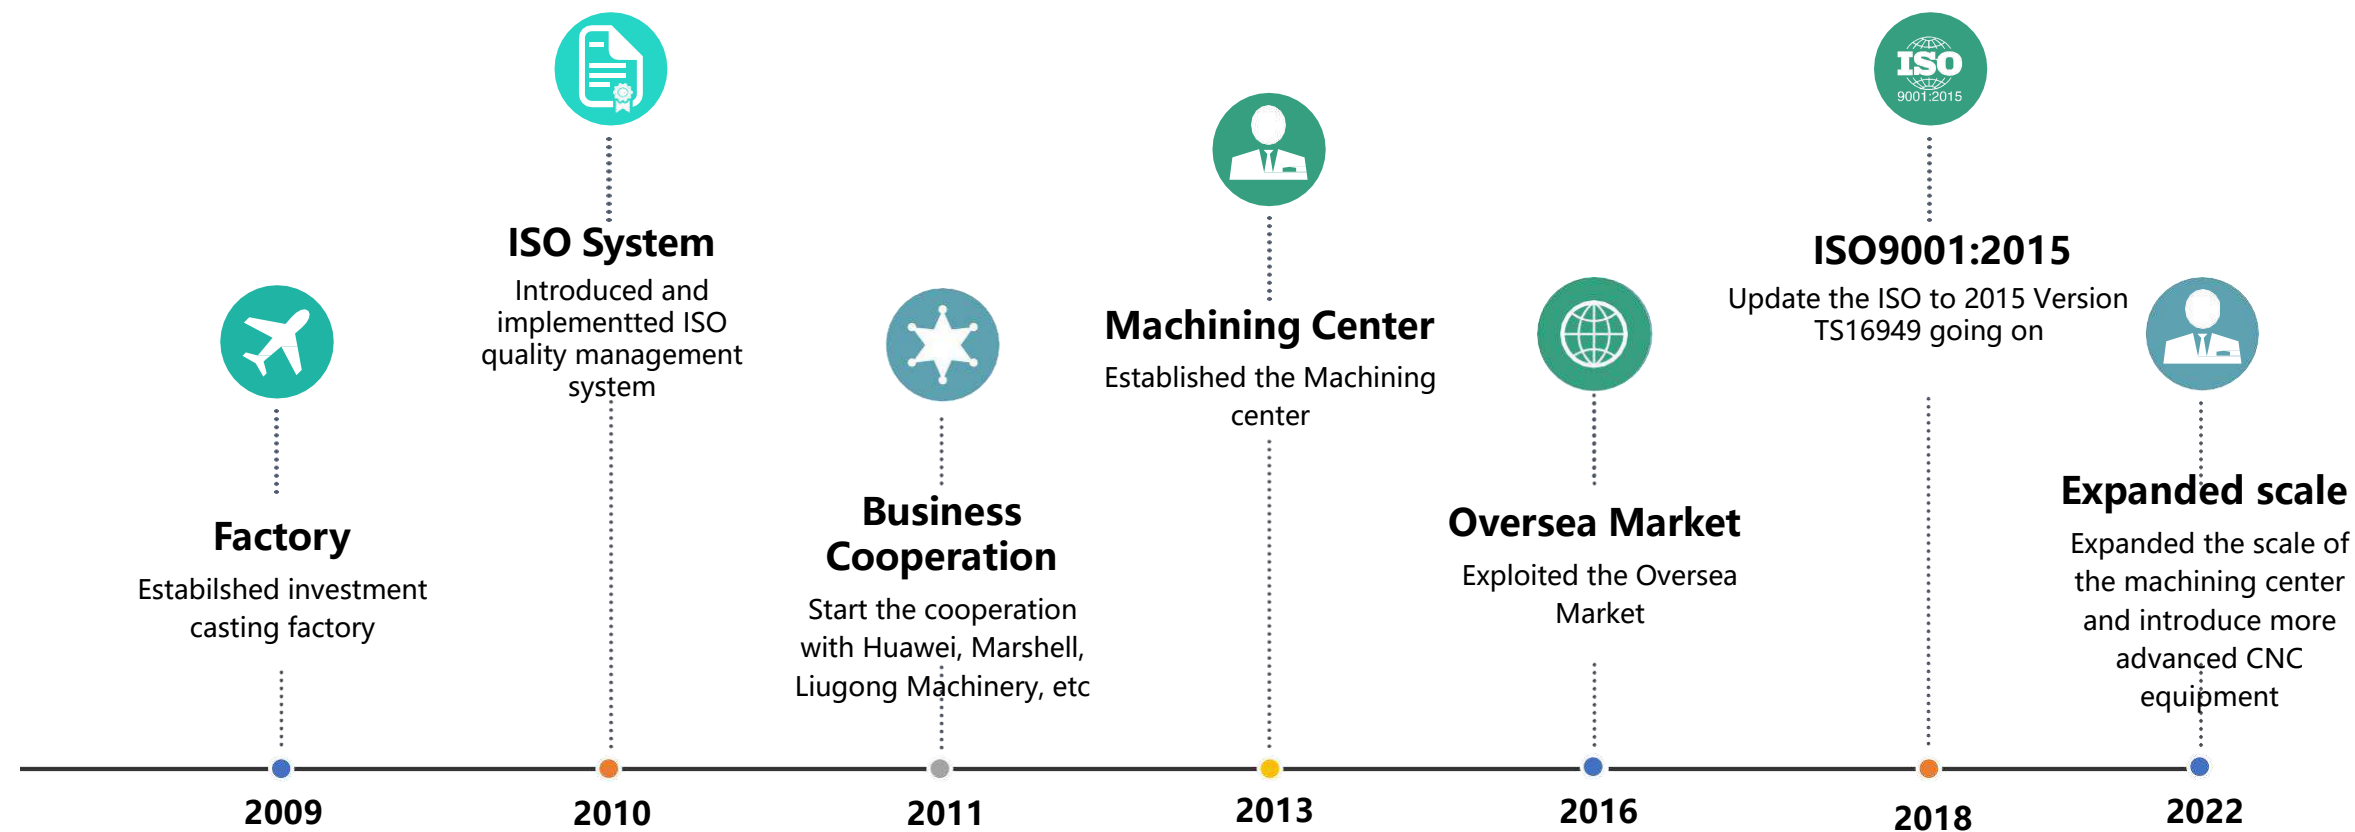 Factory
Estabilshed investment
casting factory
2009
ISO System
Introduced and
implementted ISO
quality management
system
2010
Business
Cooperation
Start the cooperation
with Huawei, Marshell,
Liugong Machinery, etc
2011
Machining Center
Established the Machining
center
2013
Oversea Market
Exploited the Oversea
Market
2016
ISO
9001:2015
ISO9001:2015
Update the ISO to 2015 Version
TS16949 going on
2018
Expanded scale
Expanded the scale of
the machining center
and introduce more
advanced CNC
equipment
2022